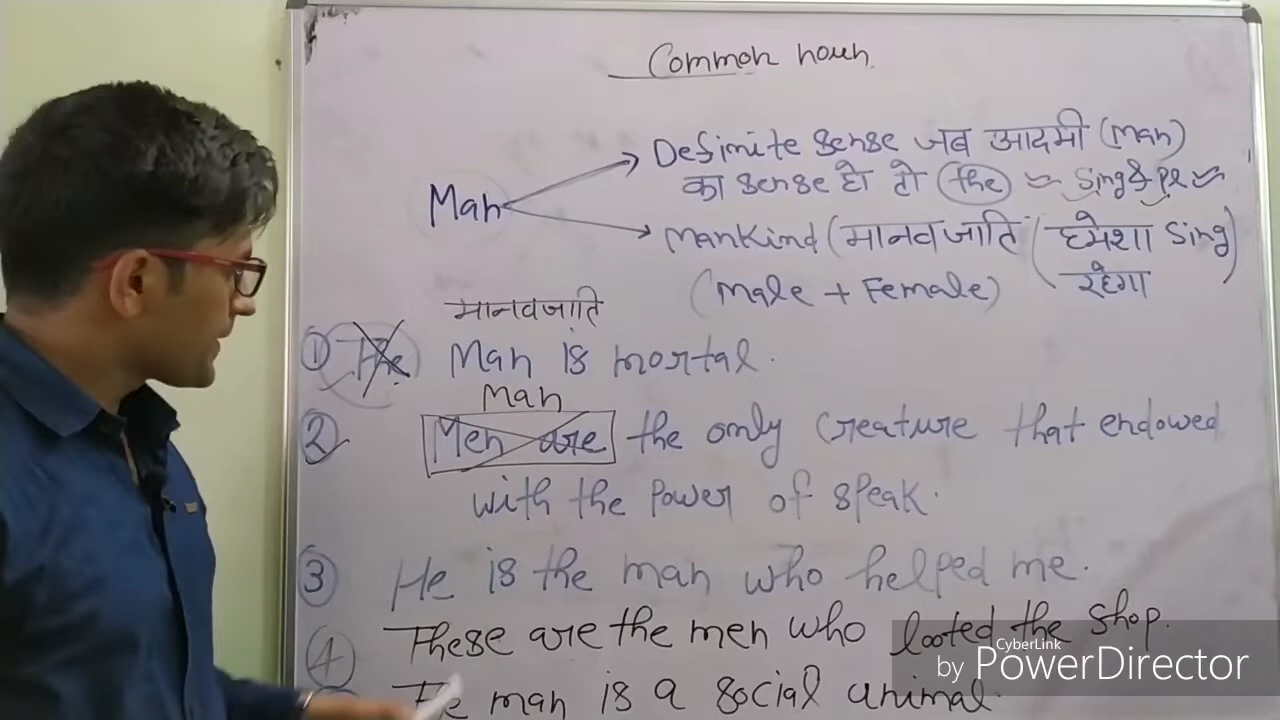 Common noun
Definite sense जब आदमी (man)
का sense हो तो (the) Sing & Pl
Man
mankind (मानवजाति (हमेशा Sing)
(male + Female) रहेगा
मानवजाति
① The Man is mortal.
Man
② Men are the only creature that endowed
with the power of speak.
③ He is the man who helped me.
④ These are the men who looted the shop.
The man is a social animal.
CyberLink
by PowerDirector